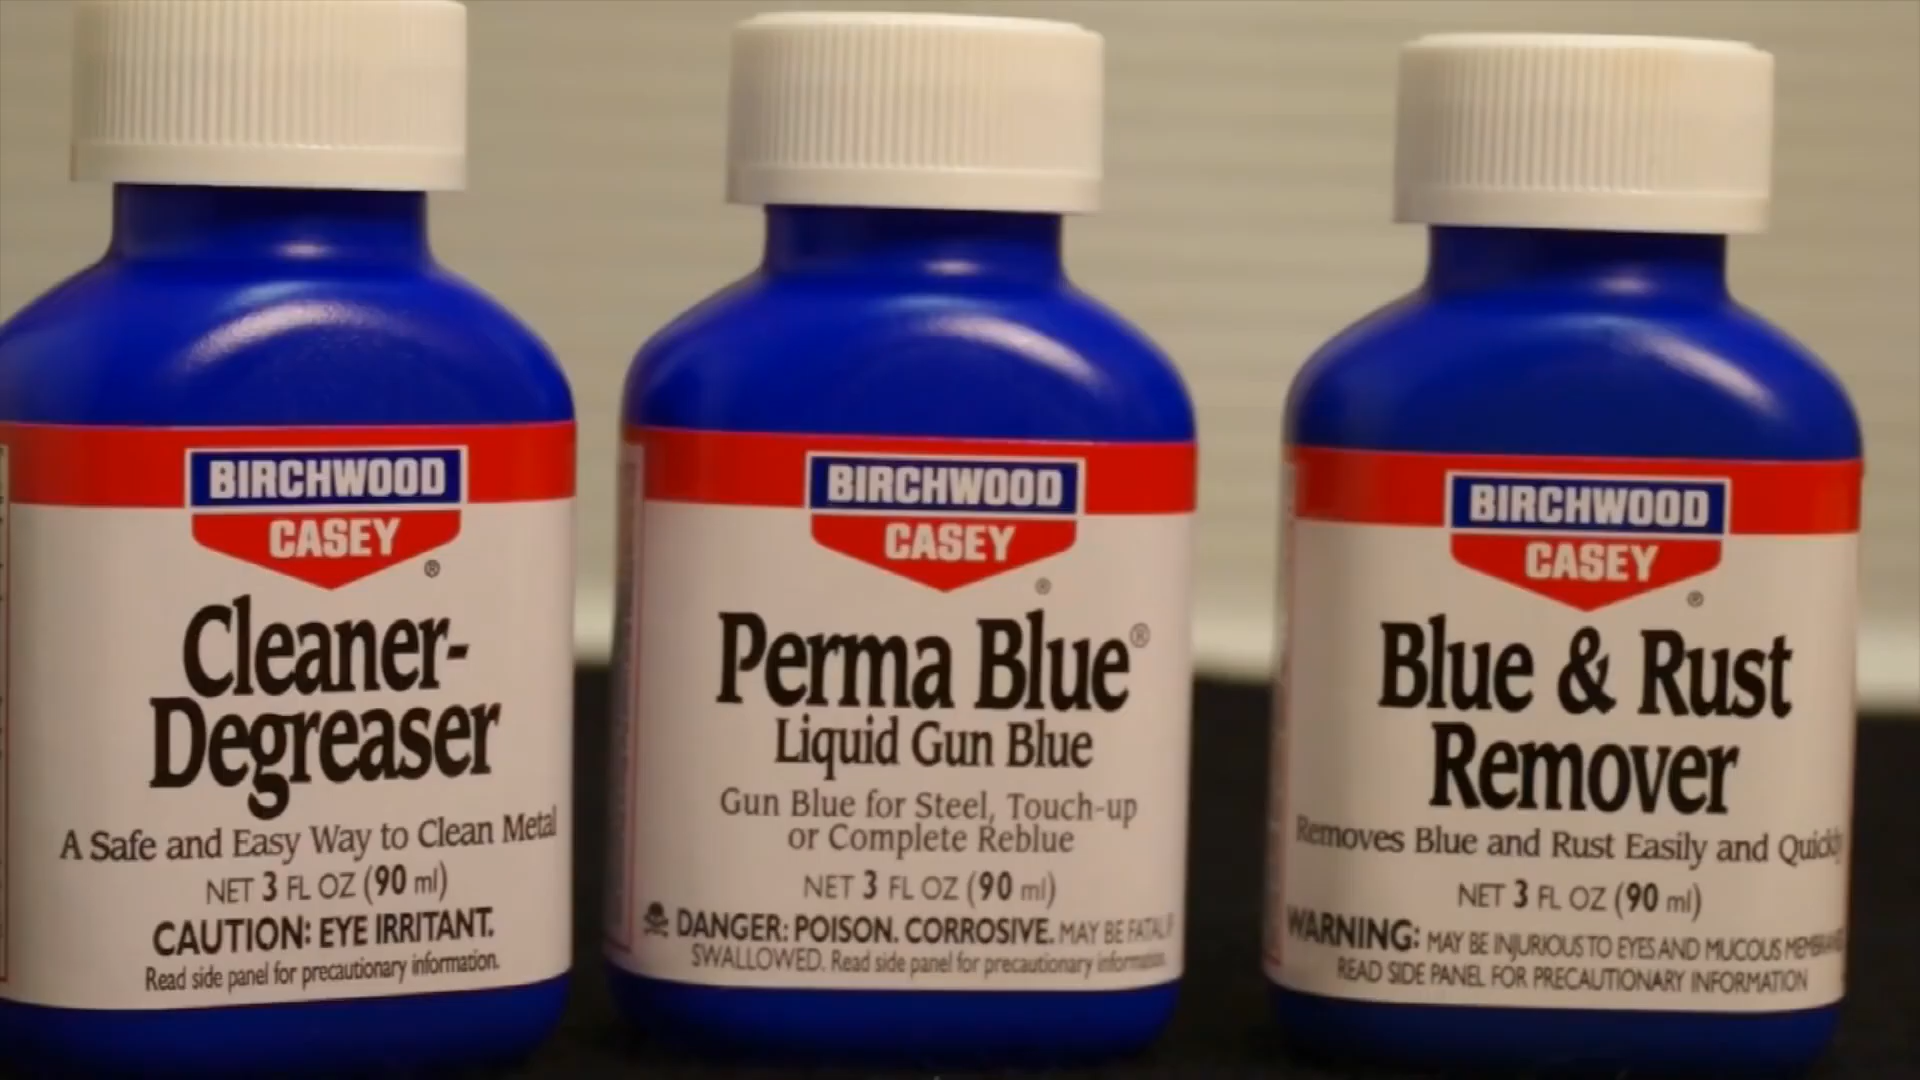 BIRCHWOOD
CASEY
®
Cleaner-
Degreaser
A Safe and Easy Way to Clean Metal
NET 3 FL OZ (90 ml)
CAUTION: EYE IRRITANT.
Read side panel for precautionary information.
BIRCHWOOD
CASEY
®
Perma Blue®
Liquid Gun Blue
Gun Blue for Steel, Touch-up
or Complete Reblue
NET 3 FL OZ (90 ml)
DANGER: POISON. CORROSIVE. MAY BE FATAL IF
SWALLOWED. Read side panel for precautionary information.
BIRCHWOOD
CASEY
®
Blue & Rust
Remover
Removes Blue and Rust Easily and Quickly
NET 3 FL OZ (90 ml)
WARNING: MAY BE INJURIOUS TO EYES AND MUCOUS MEMBRANES
READ SIDE PANEL FOR PRECAUTIONARY INFORMATION